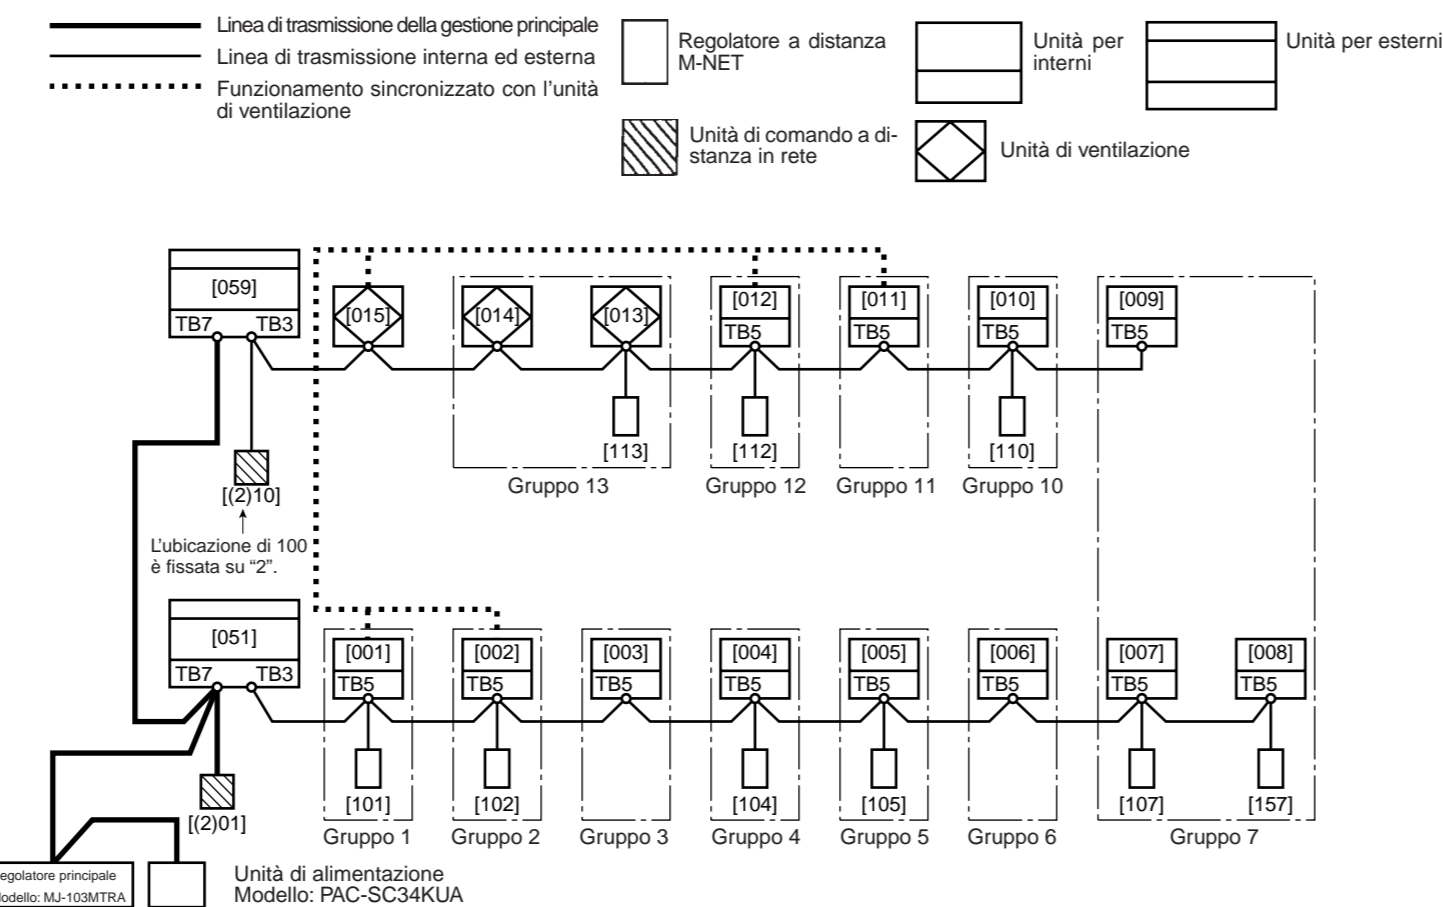 Linea di trasmissione della gestione principale
Linea di trasmissione interna ed esterna
Funzionamento sincronizzato con l'unità
di ventilazione
Regolatore a distanza
M-NET
Unità per
interni
Unità per esterni
Unità di comando a di-
stanza in rete
Unità di ventilazione
[059]
TB7 TB3
[015]
[014]
[013]
[012]
TB5
[011]
TB5
[010]
TB5
[009]
TB5
[113]
[112]
[110]
Gruppo 13
Gruppo 12
Gruppo 11
Gruppo 10
[(2)10]
L'ubicazione di 100
è fissata su “2”.
[051]
TB7 TB3
[001]
TB5
[002]
TB5
[003]
TB5
[004]
TB5
[005]
TB5
[006]
TB5
[007]
TB5
[008]
TB5
[(2)01]
[101]
[102]
[104]
[105]
[107]
[157]
Gruppo 1
Gruppo 2
Gruppo 3
Gruppo 4
Gruppo 5
Gruppo 6
Gruppo 7
egolatore principale
odello: MJ-103MTRA
Unità di alimentazione
Modello: PAC-SC34KUA